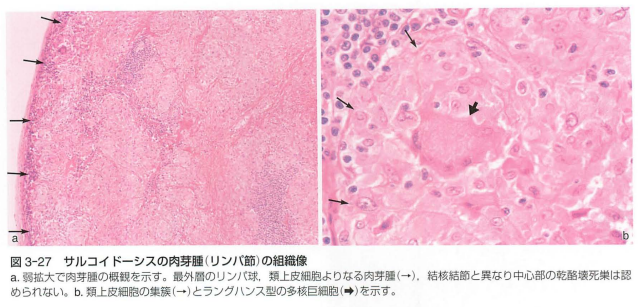 a
b
図3-27 サルコイドーシスの肉芽腫(リンパ節)の組織像
a. 弱拡大で肉芽腫の概観を示す。最外層のリンパ球,類上皮細胞よりなる肉芽腫(→),結核結節と異なり中心部の乾酪壊死巣は認
められない。b. 類上皮細胞の集簇(→)とラングハンス型の多核巨細胞(➡)を示す。